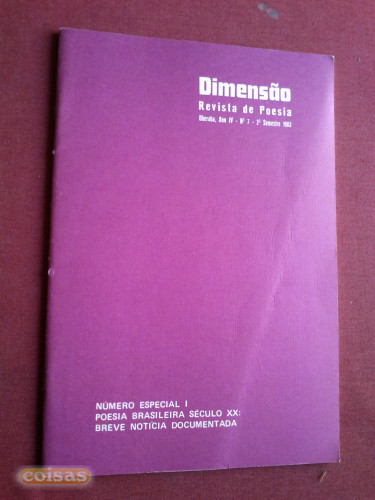 Dimensão
Revista de Poesia
Uberaba, Ano IV - Nº 7 - 2º Semestre 1983
NÚMERO ESPECIAL I
POESIA BRASILEIRA SÉCULO XX:
BREVE NOTÍCIA DOCUMENTADA
coisas